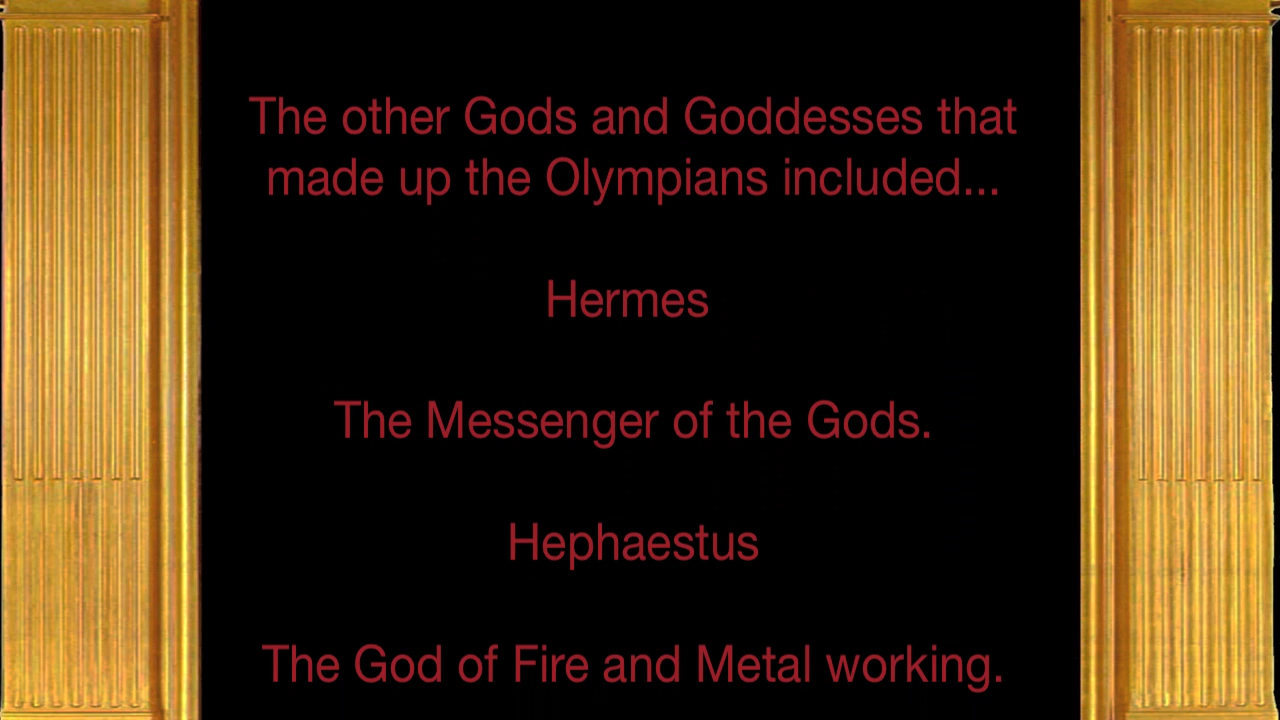 The other Gods and Goddesses that
made up the Olympians included...
Hermes
The Messenger of the Gods.
Hephaestus
The God of Fire and Metal working.